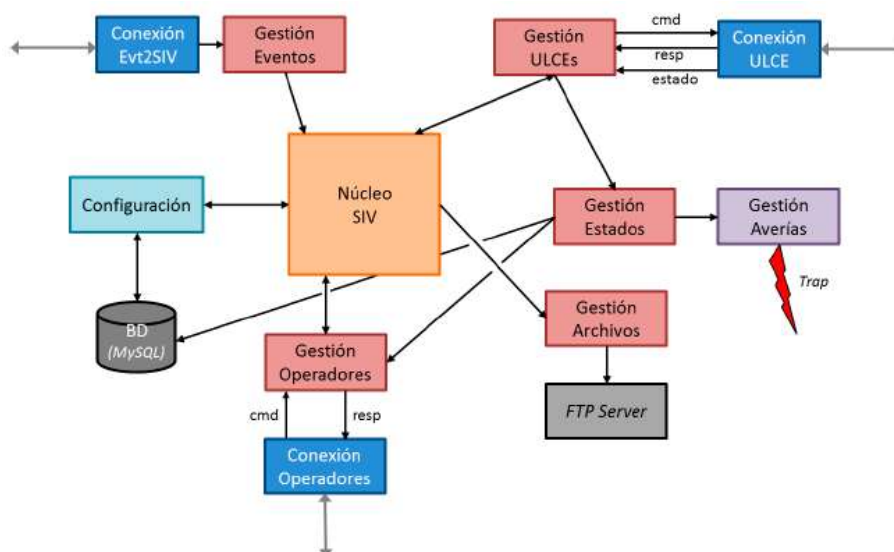 Conexión
Evt2SIV
Gestión
Eventos
Gestión
ULCEs
cmd
resp
estado
Conexión
ULCE
Configuración
Núcleo
SIV
Gestión
Estados
Gestión
Averías
Trap
BD
(MySQL)
Gestión
Operadores
Gestión
Archivos
cmd
resp
FTP Server
Conexión
Operadores